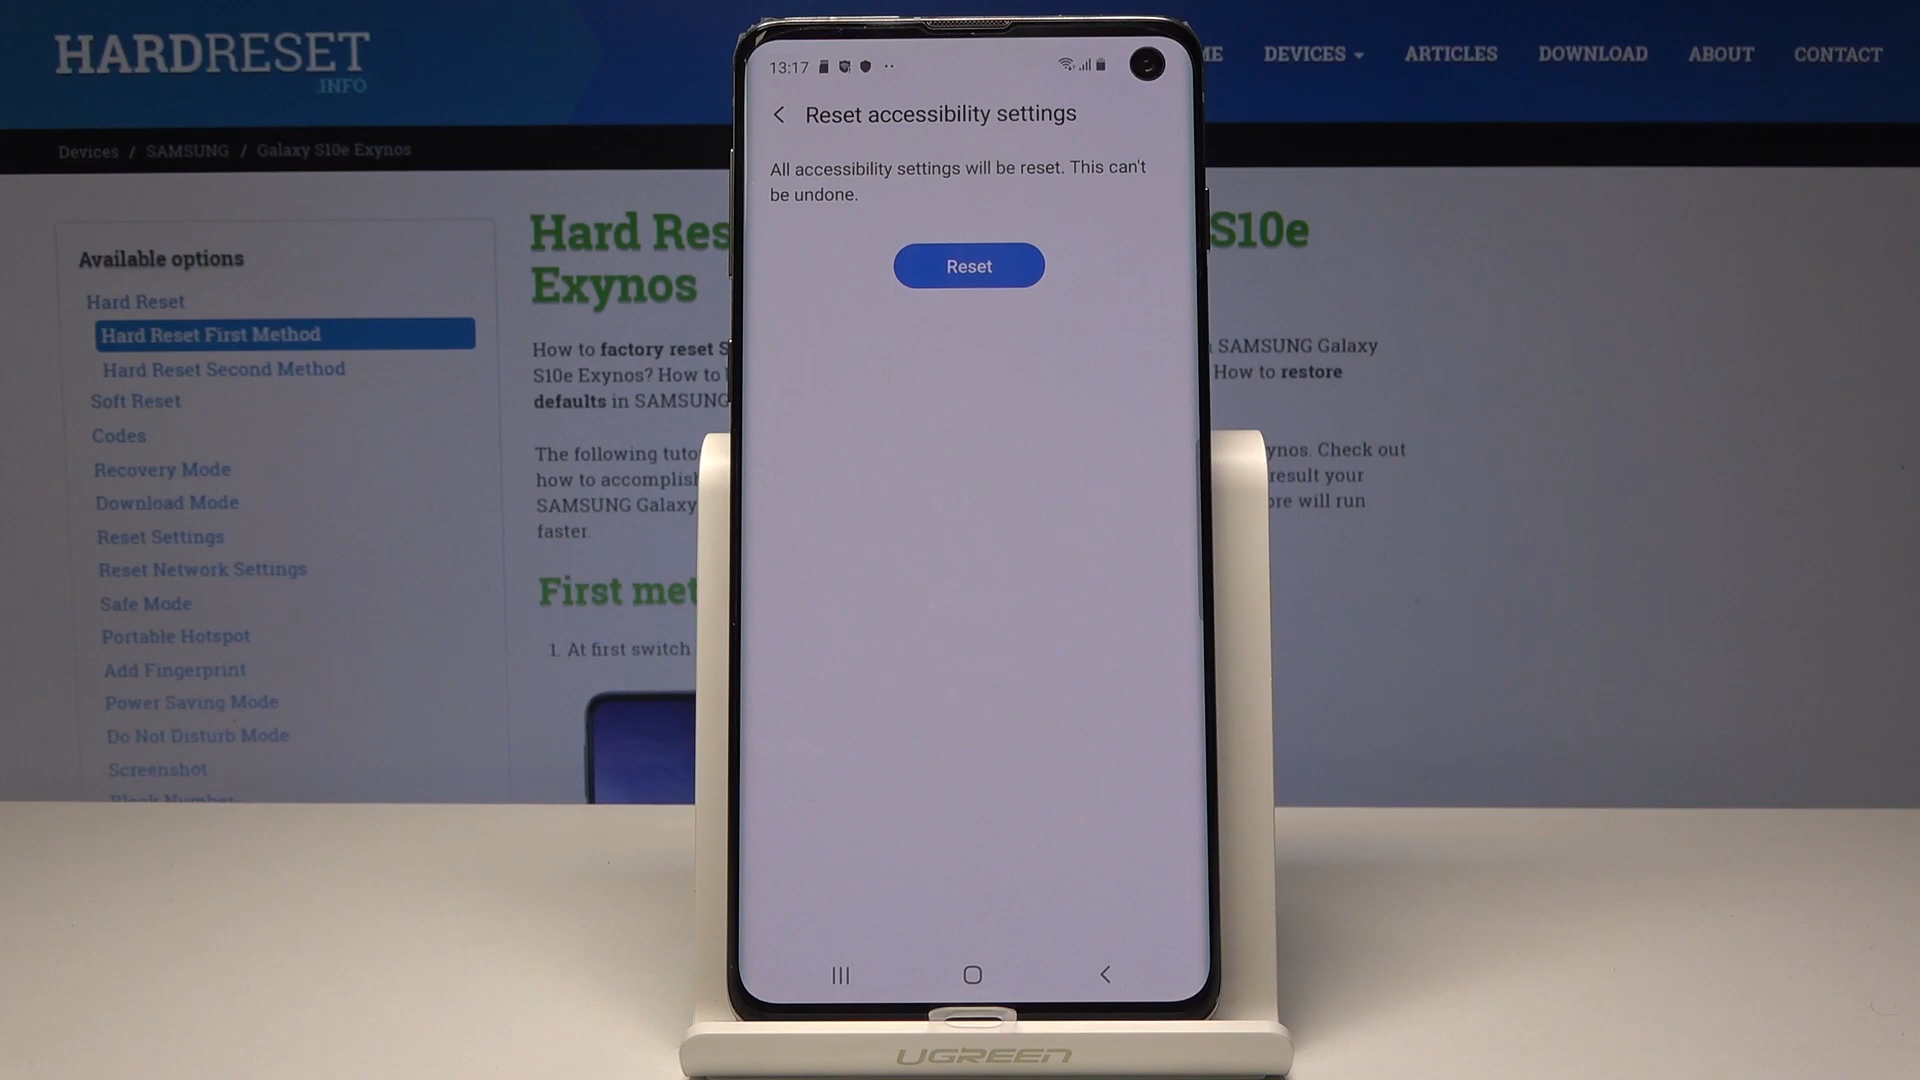 HARDRESET
.INFO
ME DEVICES ARTICLES DOWNLOAD ABOUT CONTACT
Devices / SAMSUNG / Galaxy S10e Exynos
Available options
Hard Reset
Hard Reset First Method
Hard Reset Second Method
Soft Reset
Codes
Recovery Mode
Download Mode
Reset Settings
Reset Network Settings
Safe Mode
Portable Hotspot
Add Fingerprint
Power Saving Mode
Do Not Disturb Mode
Screenshot
Block Number
Hard Res S10e
Exynos
How to factory reset S SAMSUNG Galaxy
S10e Exynos? How to How to restore
defaults in SAMSUNG
The following tuto ynos. Check out
how to accomplish result your
SAMSUNG Galaxy ore will run
faster.
First met
1. At first switch
13:17
Reset accessibility settings
All accessibility settings will be reset. This can't
be undone.
Reset
UGREEN